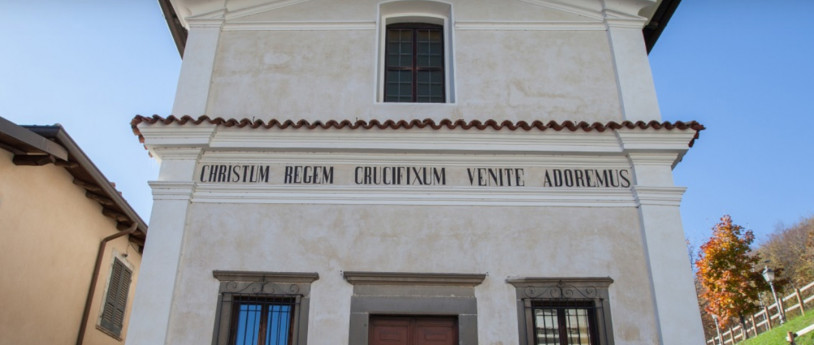 CHRISTUM REGEM CRUCIFIXUM VENITE ADOREMUS